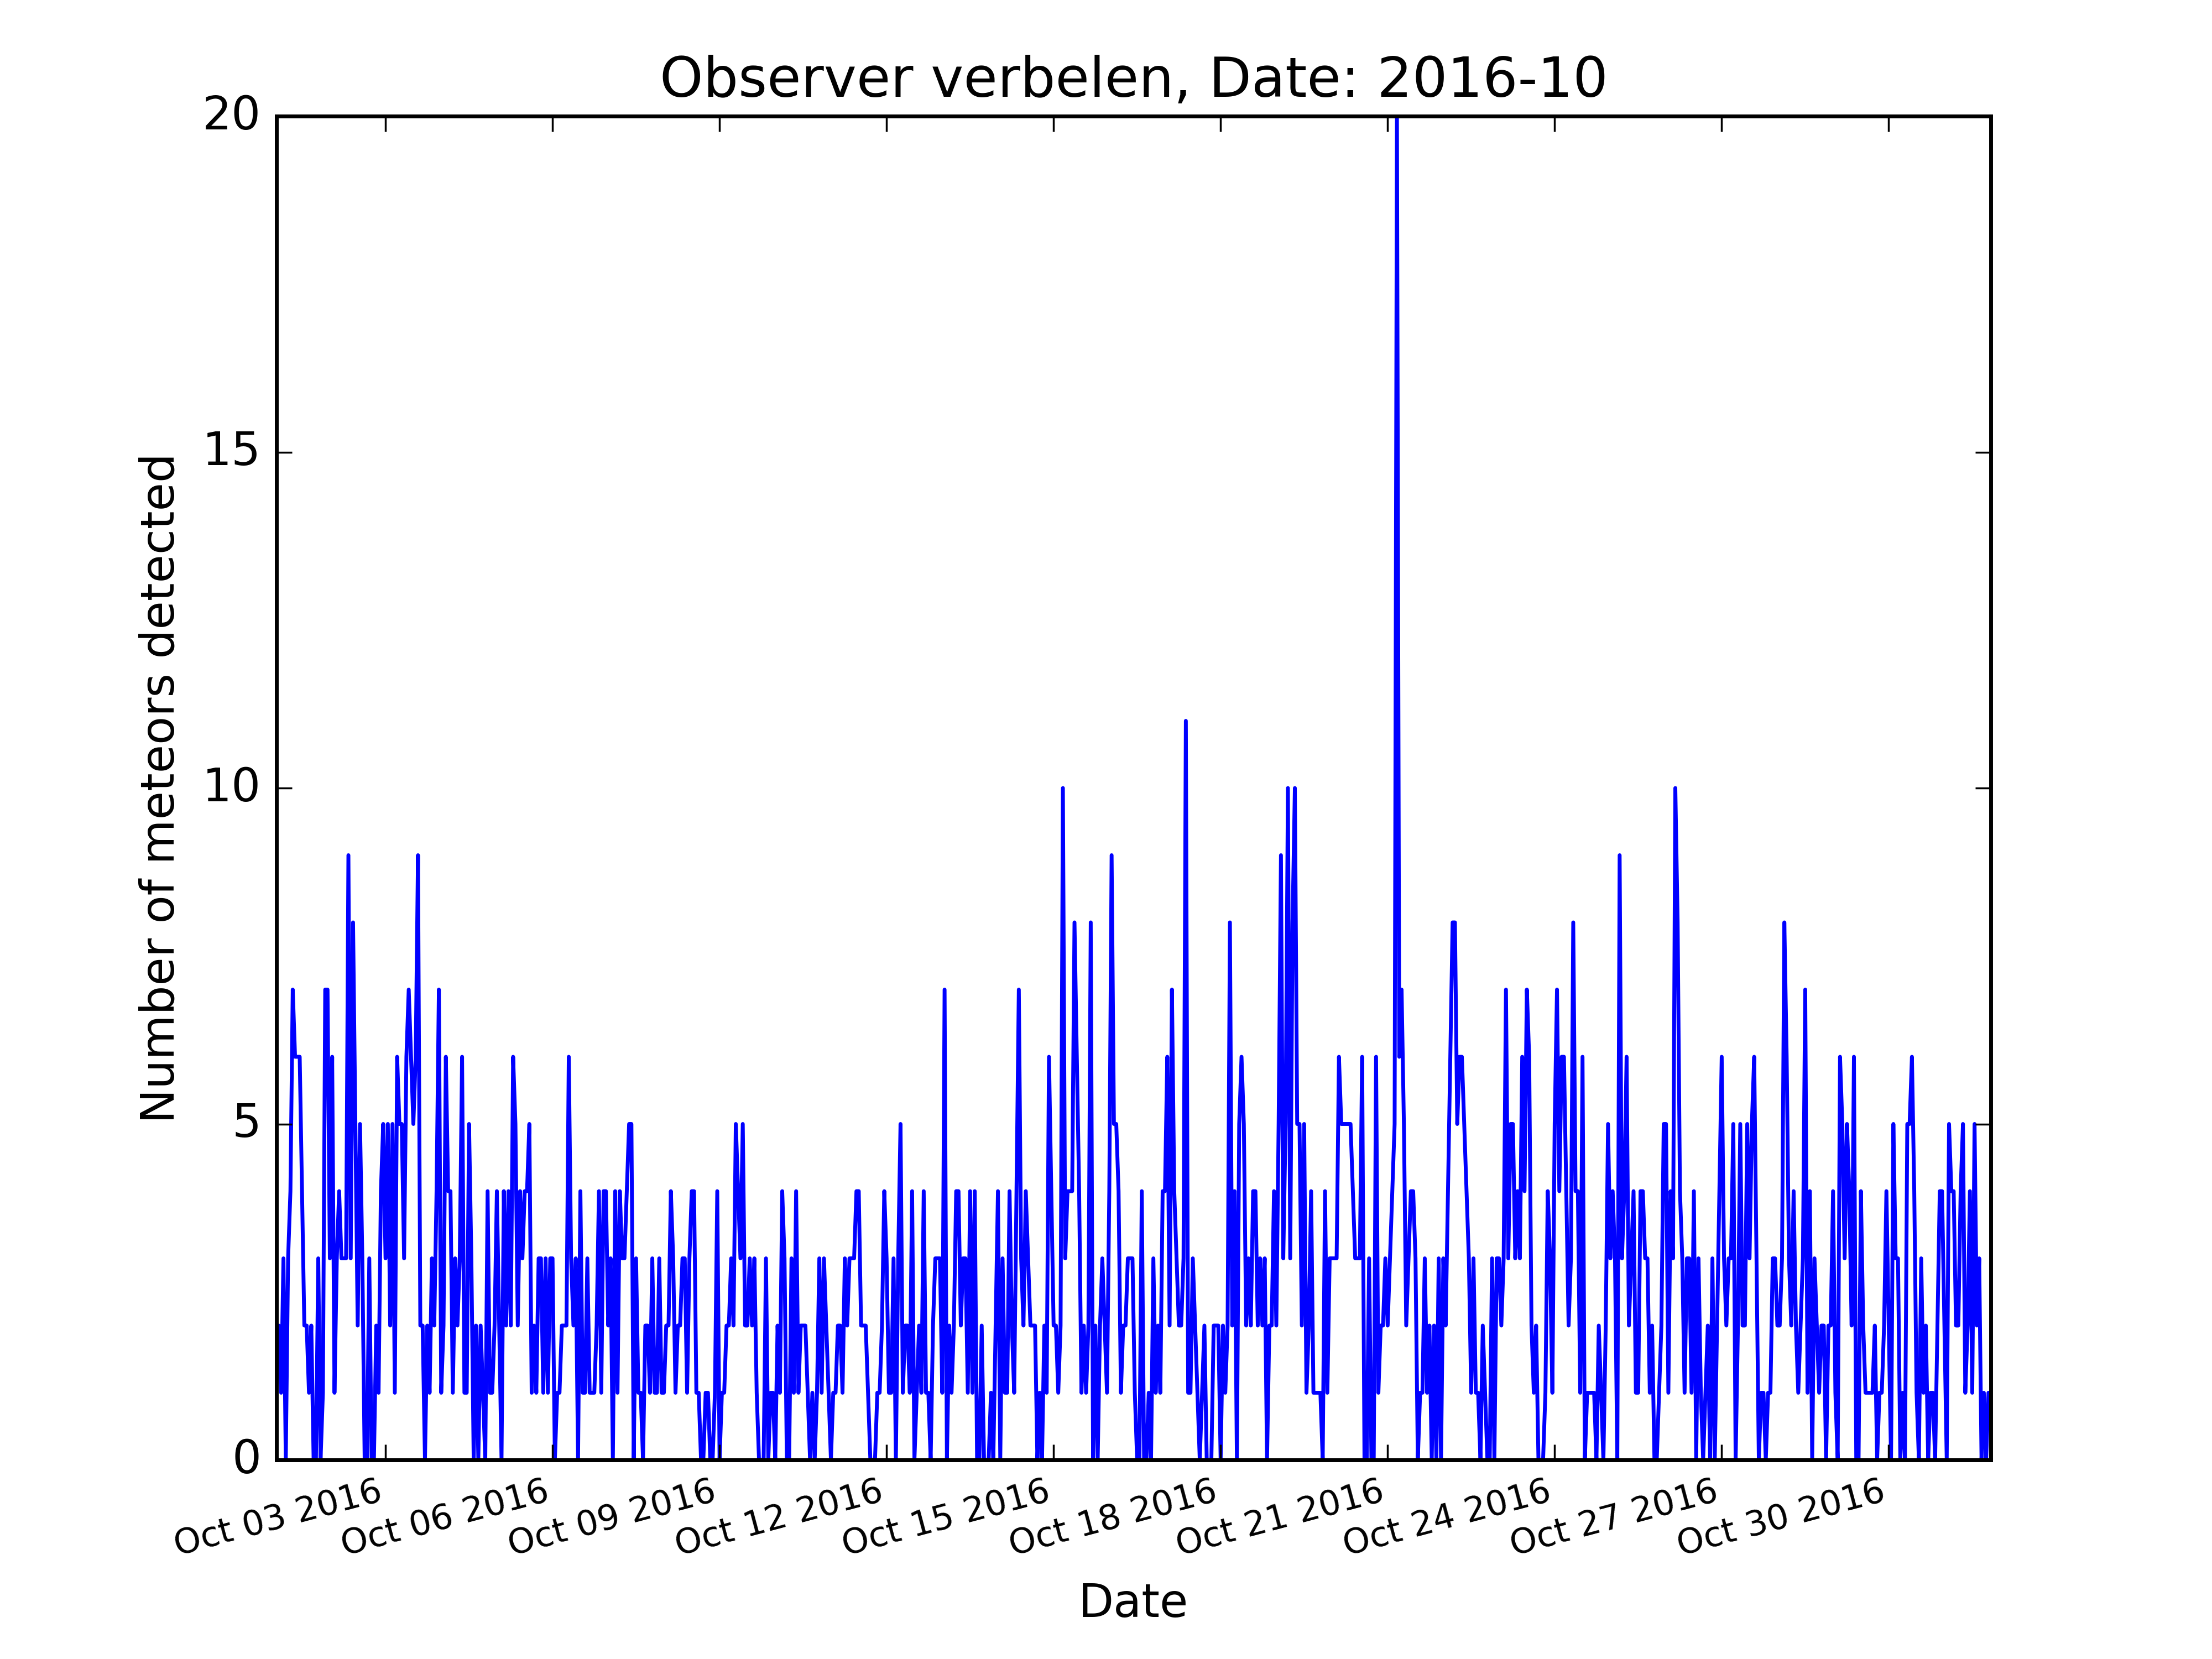 Observer verbelen, Date: 2016-10
20
15
10
5
0
Number of meteors detected
Oct 03 2016
Oct 06 2016
Oct 09 2016
Oct 12 2016
Oct 15 2016
Oct 18 2016
Oct 21 2016
Oct 24 2016
Oct 27 2016
Oct 30 2016
Date